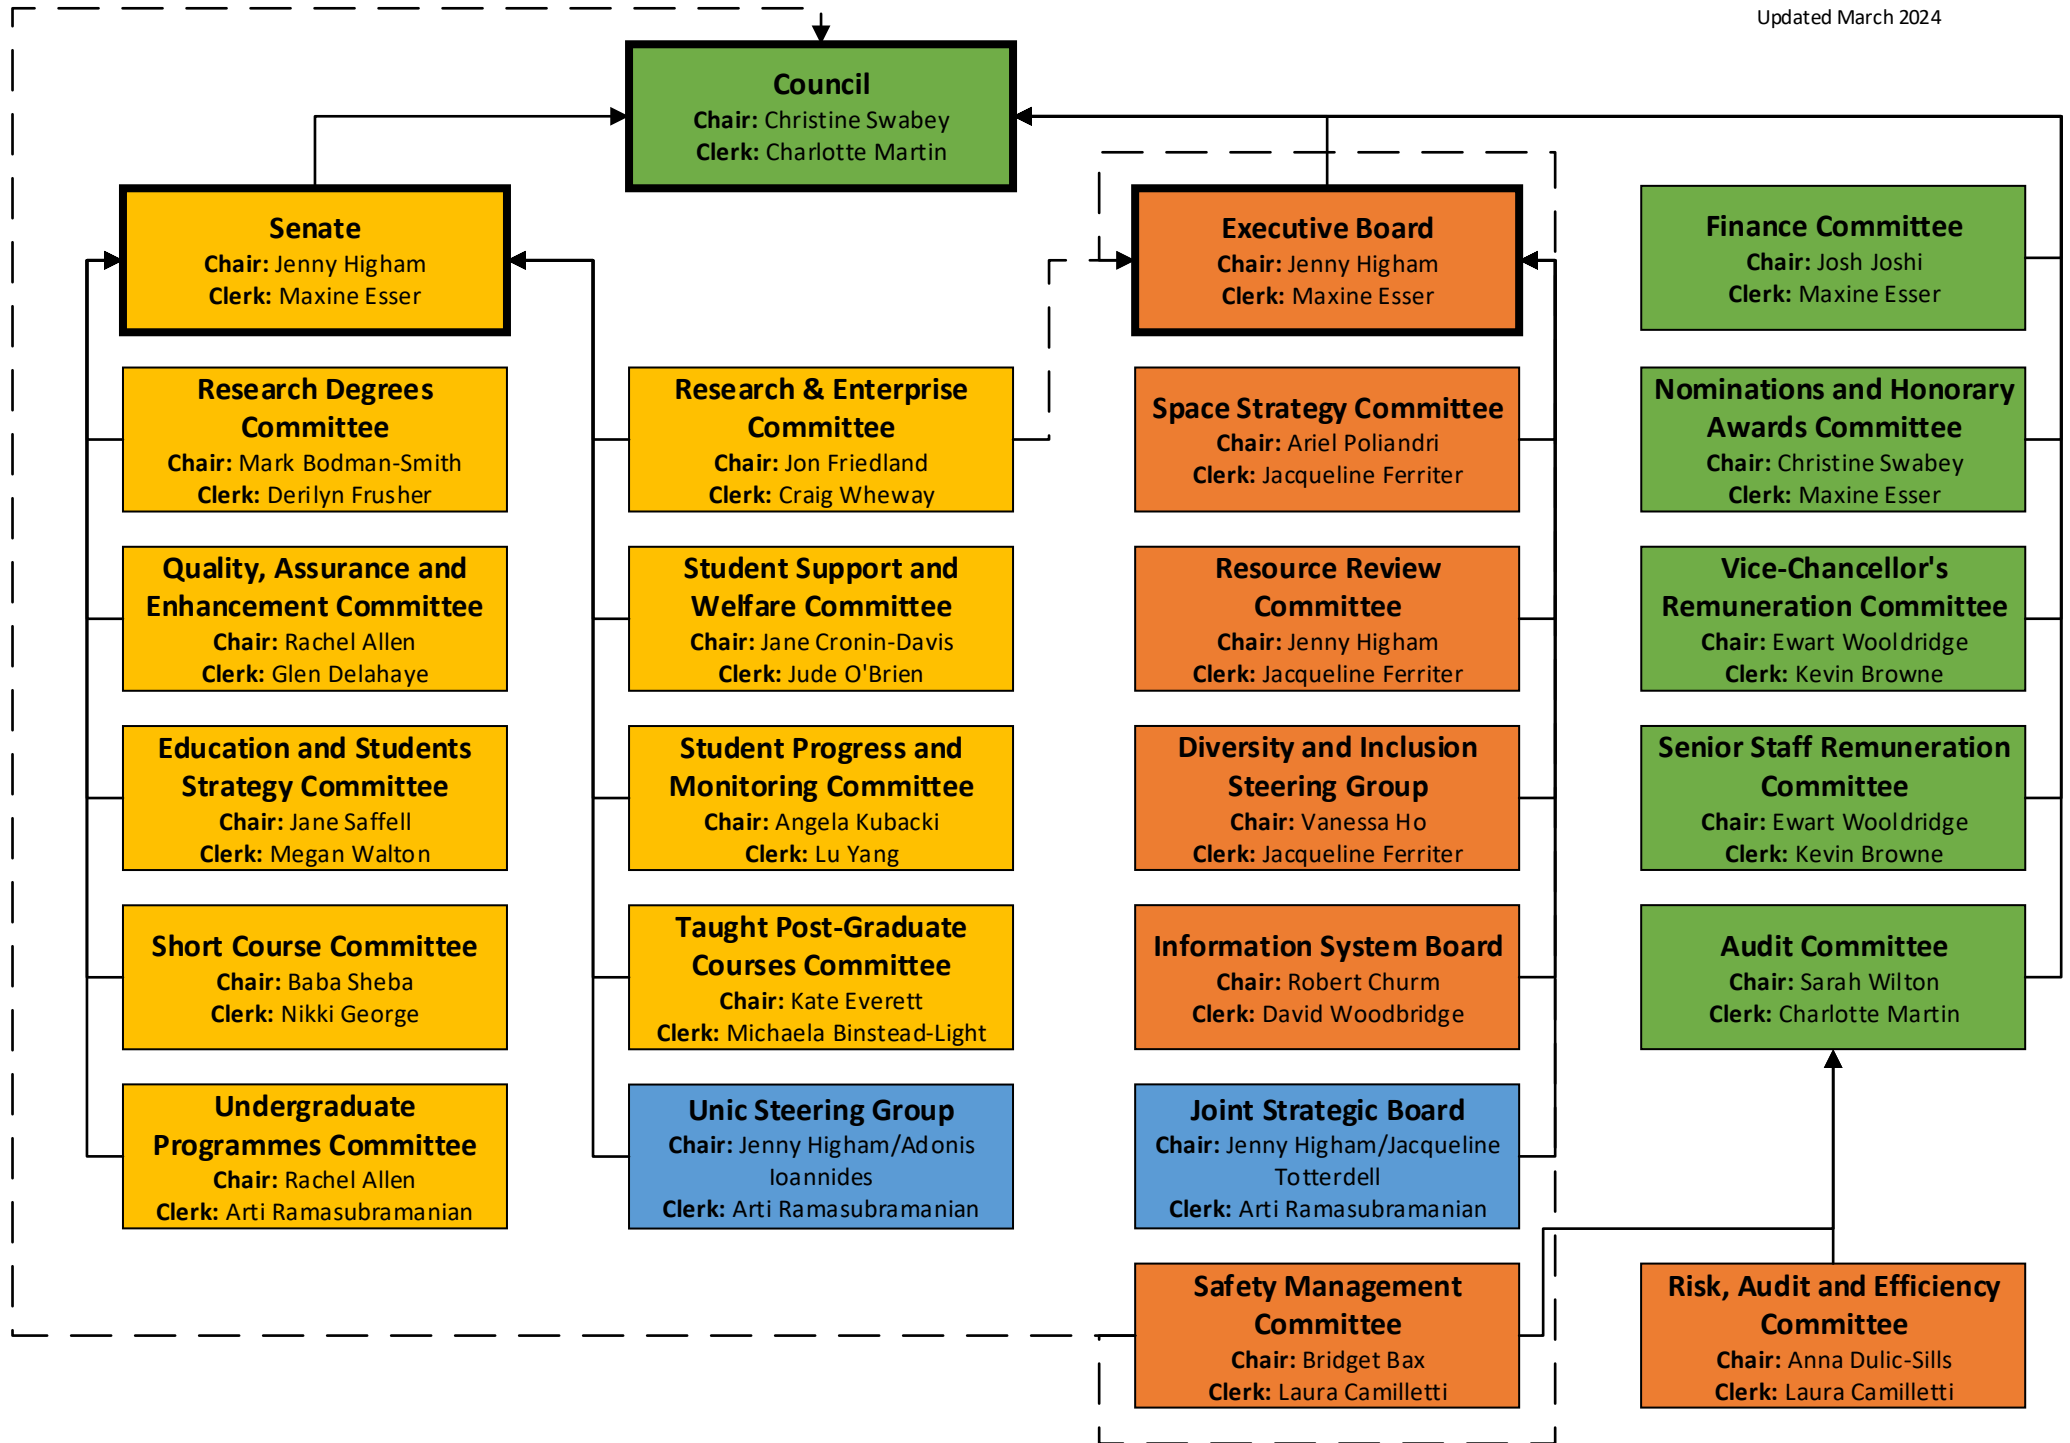 Updated March 2024
Council
Chair: Christine Swabey
Clerk: Charlotte Martin
Senate
Chair: Jenny Higham
Clerk: Maxine Esser
Executive Board
Chair: Jenny Higham
Clerk: Maxine Esser
Finance Committee
Chair: Josh Joshi
Clerk: Maxine Esser
Research Degrees
Committee
Chair: Mark Bodman-Smith
Clerk: Derilyn Frusher
Research & Enterprise
Committee
Chair: Jon Friedland
Clerk: Craig Wheway
Space Strategy Committee
Chair: Ariel Poliandri
Clerk: Jacqueline Ferriter
Nominations and Honorary
Awards Committee
Chair: Christine Swabey
Clerk: Maxine Esser
Quality, Assurance and
Enhancement Committee
Chair: Rachel Allen
Clerk: Glen Delahaye
Student Support and
Welfare Committee
Chair: Jane Cronin-Davis
Clerk: Jude O'Brien
Resource Review
Committee
Chair: Jenny Higham
Clerk: Jacqueline Ferriter
Vice-Chancellor's
Remuneration Committee
Chair: Ewart Wooldridge
Clerk: Kevin Browne
Education and Students
Strategy Committee
Chair: Jane Saffell
Clerk: Megan Walton
Student Progress and
Monitoring Committee
Chair: Angela Kubacki
Clerk: Lu Yang
Diversity and Inclusion
Steering Group
Chair: Vanessa Ho
Clerk: Jacqueline Ferriter
Senior Staff Remuneration
Committee
Chair: Ewart Wooldridge
Clerk: Kevin Browne
Short Course Committee
Chair: Baba Sheba
Clerk: Nikki George
Taught Post-Graduate
Courses Committee
Chair: Kate Everett
Clerk: Michaela Binstead-Light
Information System Board
Chair: Robert Churm
Clerk: David Woodbridge
Audit Committee
Chair: Sarah Wilton
Clerk: Charlotte Martin
Undergraduate
Programmes Committee
Chair: Rachel Allen
Clerk: Arti Ramasubramanian
Unic Steering Group
Chair: Jenny Higham/Adonis
Ioannides
Clerk: Arti Ramasubramanian
Joint Strategic Board
Chair: Jenny Higham/Jacqueline
Totterdell
Clerk: Arti Ramasubramanian
Safety Management
Committee
Chair: Bridget Bax
Clerk: Laura Camilletti
Risk, Audit and Efficiency
Committee
Chair: Anna Dulic-Sills
Clerk: Laura Camilletti